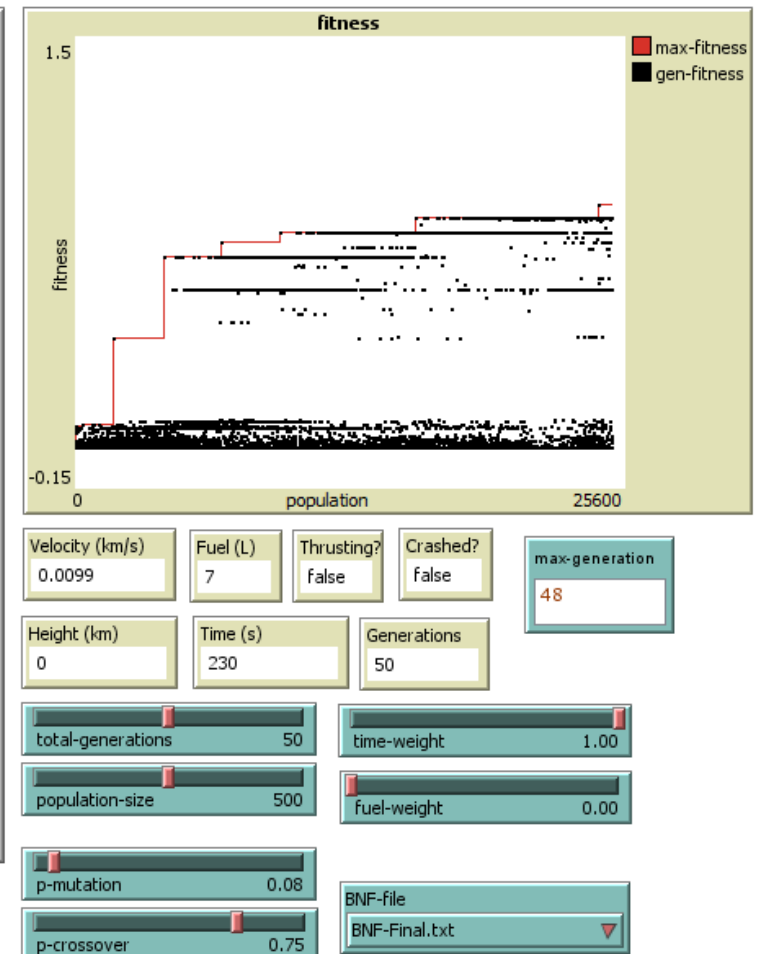 fitness
1.5
max-fitness
gen-fitness
fitness
-0.15
0 population 25600
Velocity (km/s)
0.0099
Fuel (L)
7
Thrusting?
false
Crashed?
false
max-generation
48
Height (km)
0
Time (s)
230
Generations
50
total-generations 50
time-weight 1.00
population-size 500
fuel-weight 0.00
p-mutation 0.08
BNF-file
BNF-Final.txt
p-crossover 0.75